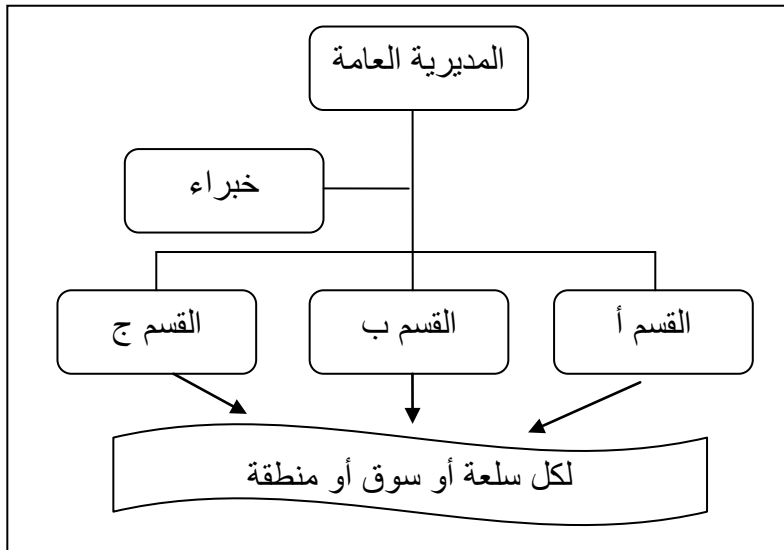 المديرية العامة
خبراء
القسم أ
القسم ب
القسم ج
لكل سلعة أو سوق أو منطقة